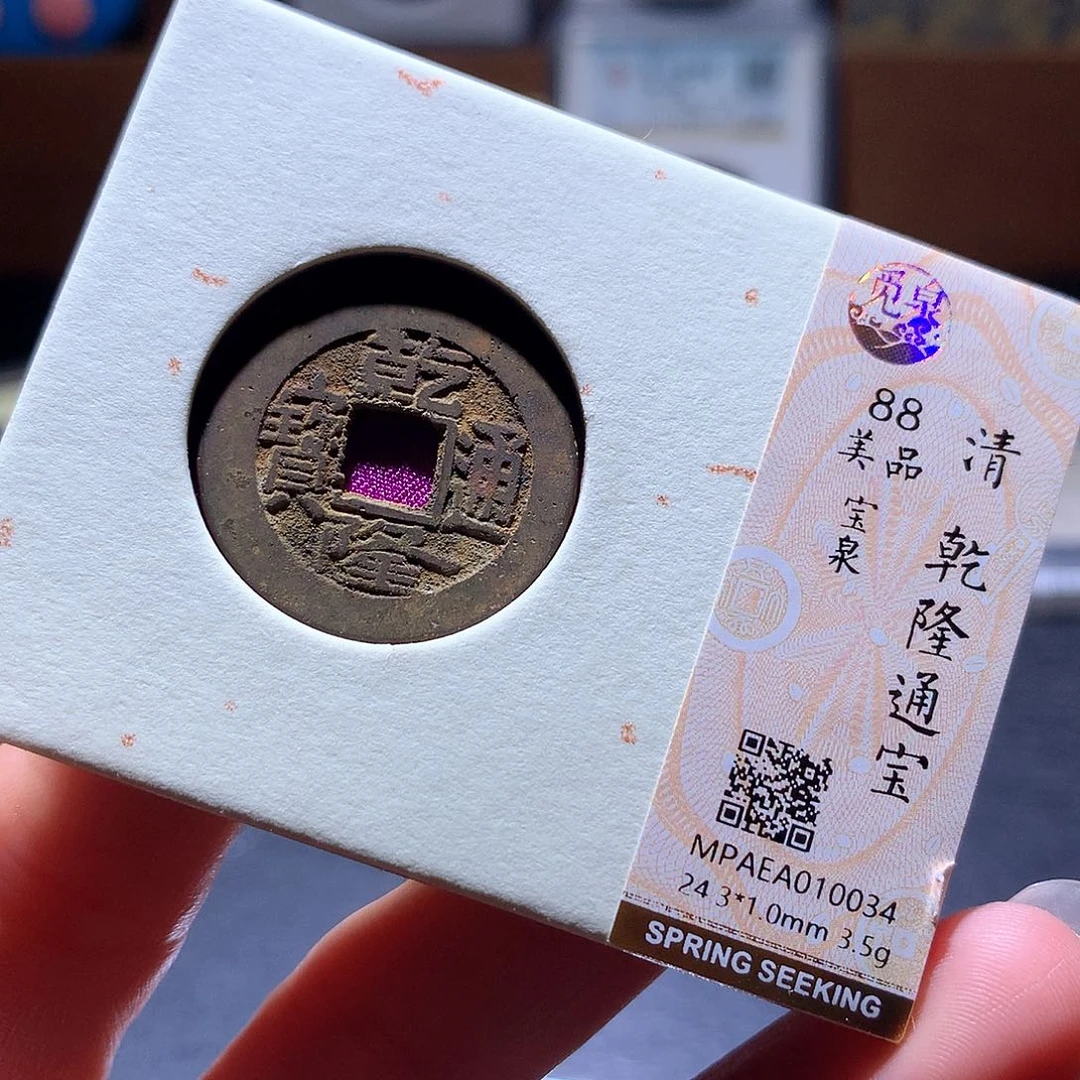 乾隆通寳
觅泉
清 乾隆通宝
88
美品
宝泉
MPAEA010034
24.3*1.0mm 3.5g
SPRING SEEKING